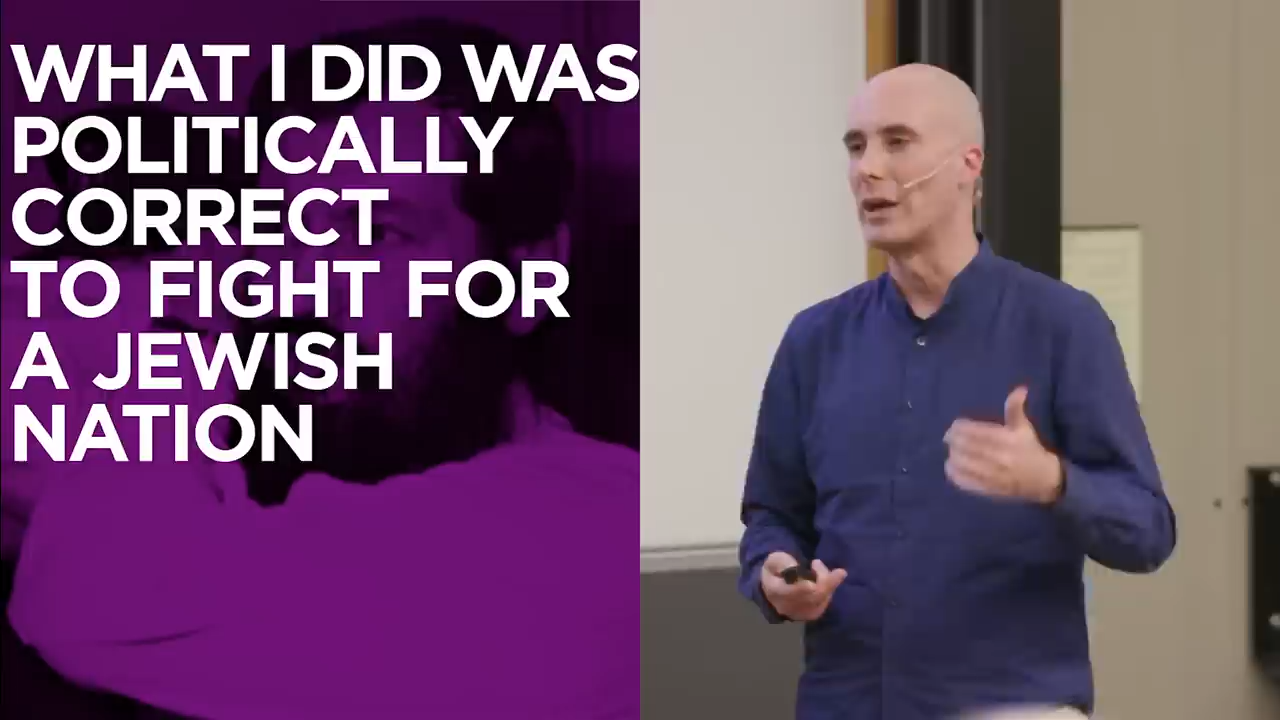 WHAT I DID WAS
POLITICALLY
CORRECT
TO FIGHT FOR
A JEWISH
NATION